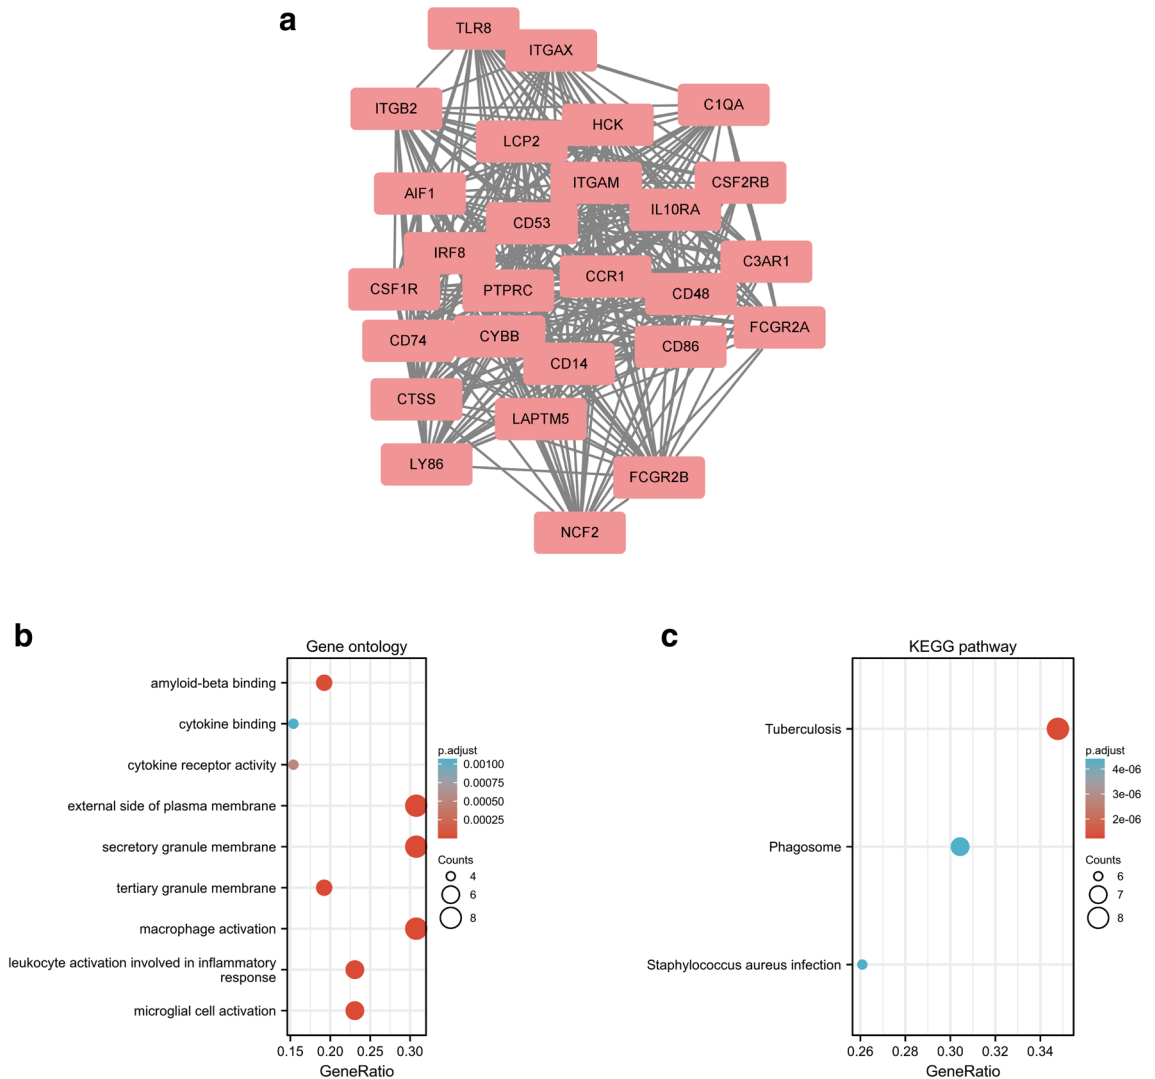 a
TLR8
ITGAX
ITGB2
C1QA
HCK
LCP2
AIF1
ITGAM
CSF2RB
IL10RA
CD53
IRF8
C3AR1
CCR1
CSF1R
PTPRC
CD48
FCGR2A
CD74
CYBB
CD86
CD14
CTSS
LAPTM5
LY86
FCGR2B
NCF2
b
Gene ontology
amyloid-beta binding
cytokine binding
cytokine receptor activity
external side of plasma membrane
secretory granule membrane
tertiary granule membrane
macrophage activation
leukocyte activation involved in inflammatory
response
microglial cell activation
0.15 0.20 0.25 0.30
GeneRatio
p.adjust
0.00100
0.00075
0.00050
0.00025
Counts
4
6
8
c
KEGG pathway
Tuberculosis
Phagosome
Staphylococcus aureus infection
0.26 0.28 0.30 0.32 0.34
GeneRatio
p.adjust
4e-06
3e-06
2e-06
Counts
6
7
8